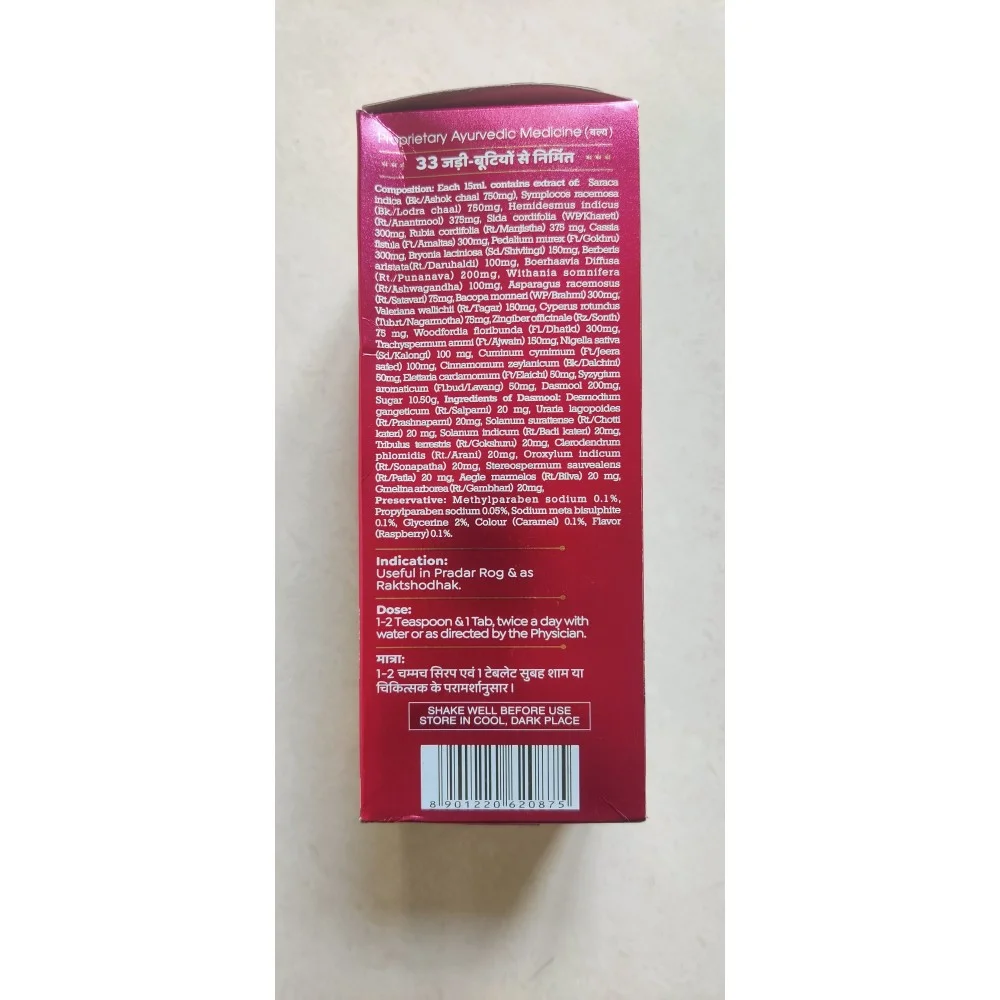 Proprietary Ayurvedic Medicine (बल्य)
33 जड़ी-बूटियों से निर्मित
Composition: Each 15mL contains extract of: Saraca
indica (Bk/Ashok chaal 750mg), Symplocos racemosa
(Bk/Lodra chaal) 750mg, Hemidesmus indicus
(Rt./Anantmool) 375mg, Sida cordifolia (WP/Khareti)
300mg, Rubia cordifolia (Rt./Manjistha) 375 mg, Cassia
fistula (Ft/Amaltas) 300mg, Pedalium murex (Ft/Gokhru)
300mg, Bryonia laciniosa (Sd./Shivlingi) 150mg, Berberis
aristata(Rt./Daruhaldi) 100mg, Boerhaavia Diffusa
(Rt./Punanava) 200mg, Withania somnifera
(Rt/Ashwagandha) 100mg, Asparagus racemosus
(Rt./Satavari) 75mg, Bacopa monneri (WP/Brahmi) 300mg,
Valeriana wallichii (Rt/Tagar) 150mg, Cyperus rotundus
(Tub.rt./Nagarmotha) 75mg, Zingiber officinale (Rz./Sonth)
75 mg, Woodfordia floribunda (Fl./Dhatki) 300mg,
Trachyspermum ammi (Ft/Ajwain) 150mg, Nigella sativa
(Sd/Kalongi) 100 mg, Cuminum cymimum (Ft./Jeera
safed) 100mg, Cinnamomum zeylanicum (Bk./Dalchini)
50mg, Elettaria cardamomum (Ft/Elaichi) 50mg, Syzygium
aromaticum (Fl.bud/Lavang) 50mg, Dasmool 200mg,
Sugar 10.50g, Ingredients of Dasmool: Desmodium
gangeticum (Rt./Salparni) 20 mg, Uraria lagopoides
(Rt./Prashnaparni) 20mg, Solanum surattense (Rt./Chotti
kateri) 20 mg, Solanum indicum (Rt./Badi kateri) 20mg,
Tribulus terrestris (Rt./Gokshuru) 20mg, Clerodendrum
phlomidis (Rt./Arani) 20mg, Oroxylum indicum
(Rt./Sonapatha) 20mg, Stereospermum sauvealens
(Rt./Patla) 20 mg, Aegle marmelos (Rt./Bilva) 20 mg,
Gmelina arborea (Rt./Gambhari) 20mg,
Preservative: Methylparaben sodium 0.1%,
Propylparaben sodium 0.05%, Sodium meta bisulphite
0.1%, Glycerine 2%, Colour (Caramel) 0.1%, Flavor
(Raspberry) 0.1%.
Indication:
Useful in Pradar Rog & as
Raktshodhak.
Dose:
1-2 Teaspoon & 1 Tab, twice a day with
water or as directed by the Physician.
मात्रा:
1-2 चम्मच सिरप एवं 1 टेबलेट सुबह शाम या
चिकित्सक के परामर्शानुसार।
SHAKE WELL BEFORE USE
STORE IN COOL, DARK PLACE
8 901220 620875